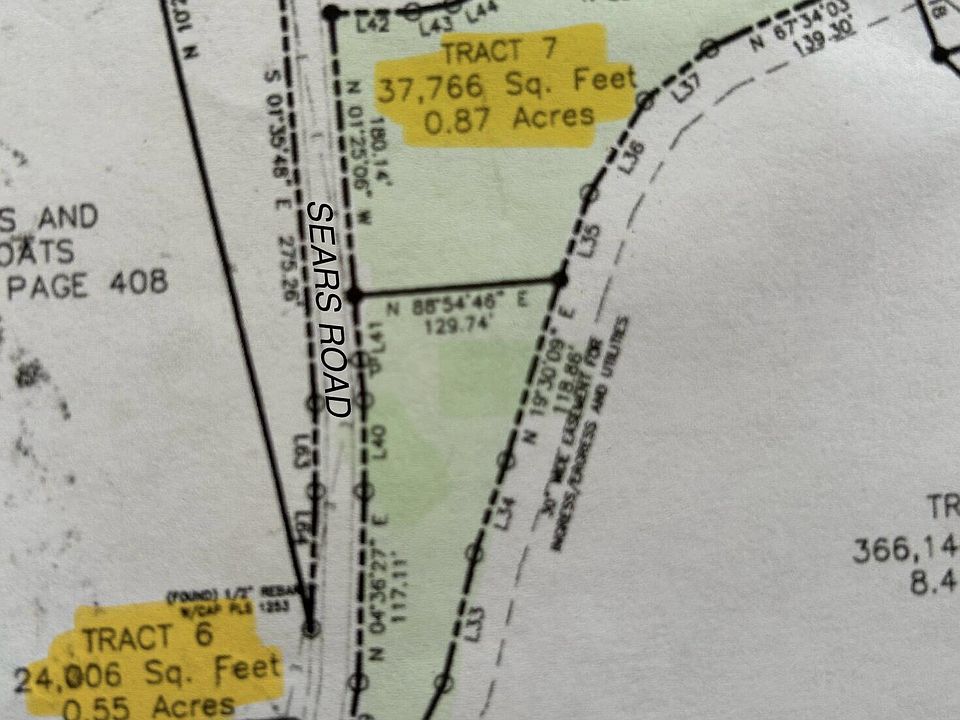 L42
L43
L44
TRACT 7
37,766 Sq. Feet
0.87 Acres
N 67°34'03
139.30'
L37
L36
L35
N 01°25'06" W
180.14'
S 01°35'48" E 275.26'
SEARS ROAD
S AND
OATS
PAGE 408
N 88°54'46" E
129.74'
L41
L40
N 19°30'09" E
118.86'
30' WIDE EASEMENT FOR
INGRESS/EGRESS AND UTILITIES
L34
L33
L63
L64
N 04°36'27" E
117.11'
(FOUND) 1/2" REBAR
W/CAP PLS 1253
TRACT 6
24,006 Sq. Feet
0.55 Acres
TR
366,14
8.4